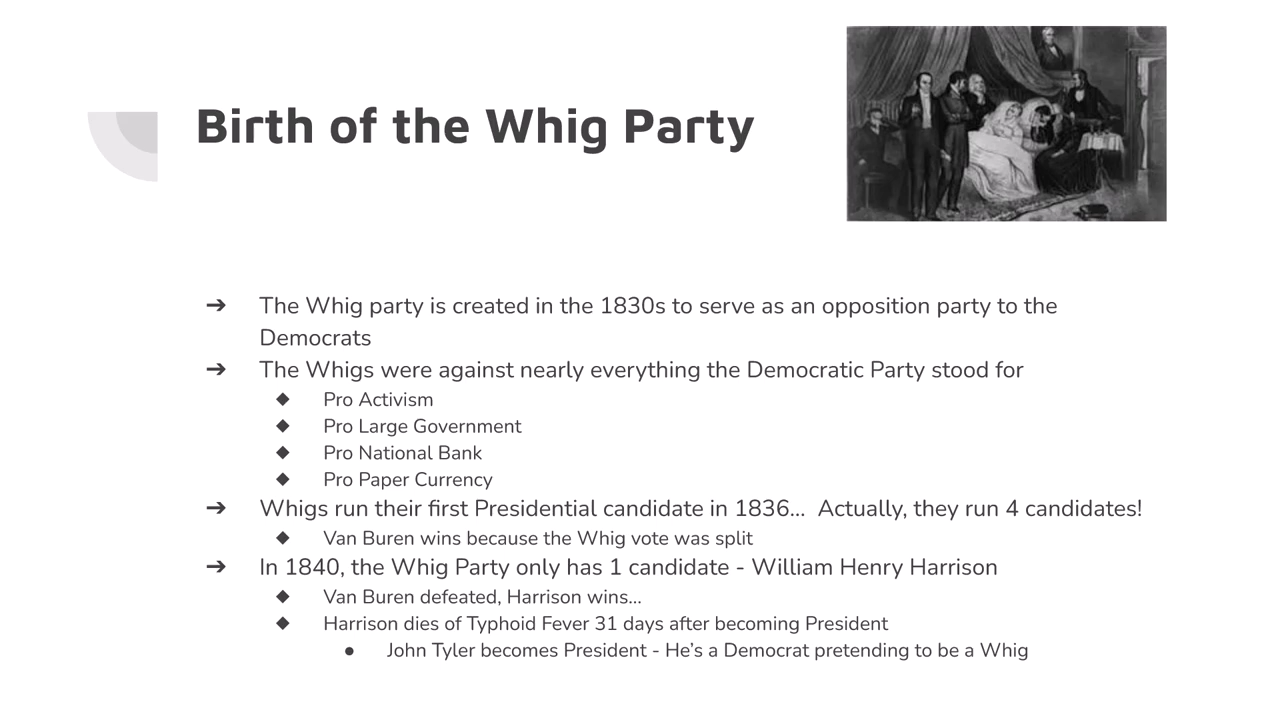 Birth of the Whig Party
➔ The Whig party is created in the 1830s to serve as an opposition party to the
Democrats
➔ The Whigs were against nearly everything the Democratic Party stood for
◆ Pro Activism
◆ Pro Large Government
◆ Pro National Bank
◆ Pro Paper Currency
➔ Whigs run their first Presidential candidate in 1836...  Actually, they run 4 candidates!
◆ Van Buren wins because the Whig vote was split
➔ In 1840, the Whig Party only has 1 candidate - William Henry Harrison
◆ Van Buren defeated, Harrison wins...
◆ Harrison dies of Typhoid Fever 31 days after becoming President
● John Tyler becomes President - He’s a Democrat pretending to be a Whig